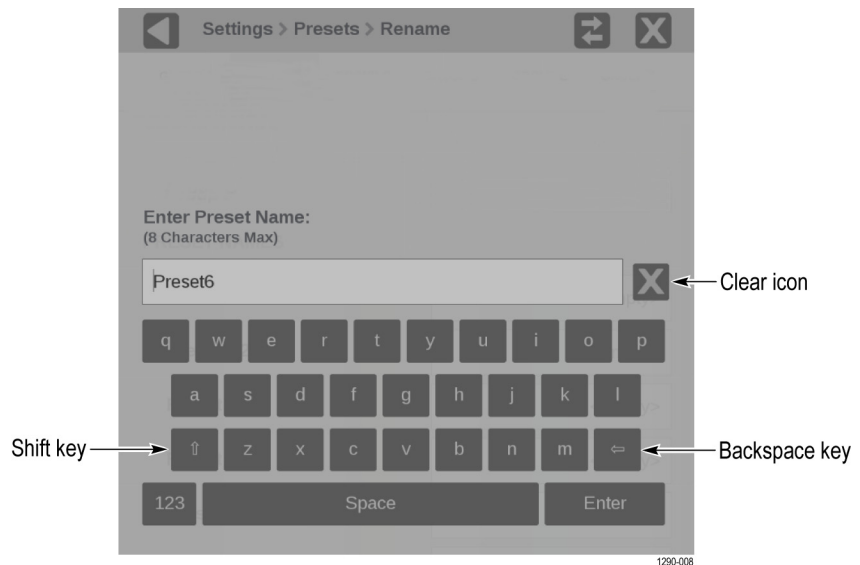 Settings > Presets > Rename
X
Enter Preset Name:
(8 Characters Max)
Preset6
X
Clear icon
q w e r t y u i o p
a s d f g h j k l
Shift key
⇧ z x c v b n m ⇦
Backspace key
123 Space Enter
1290-008